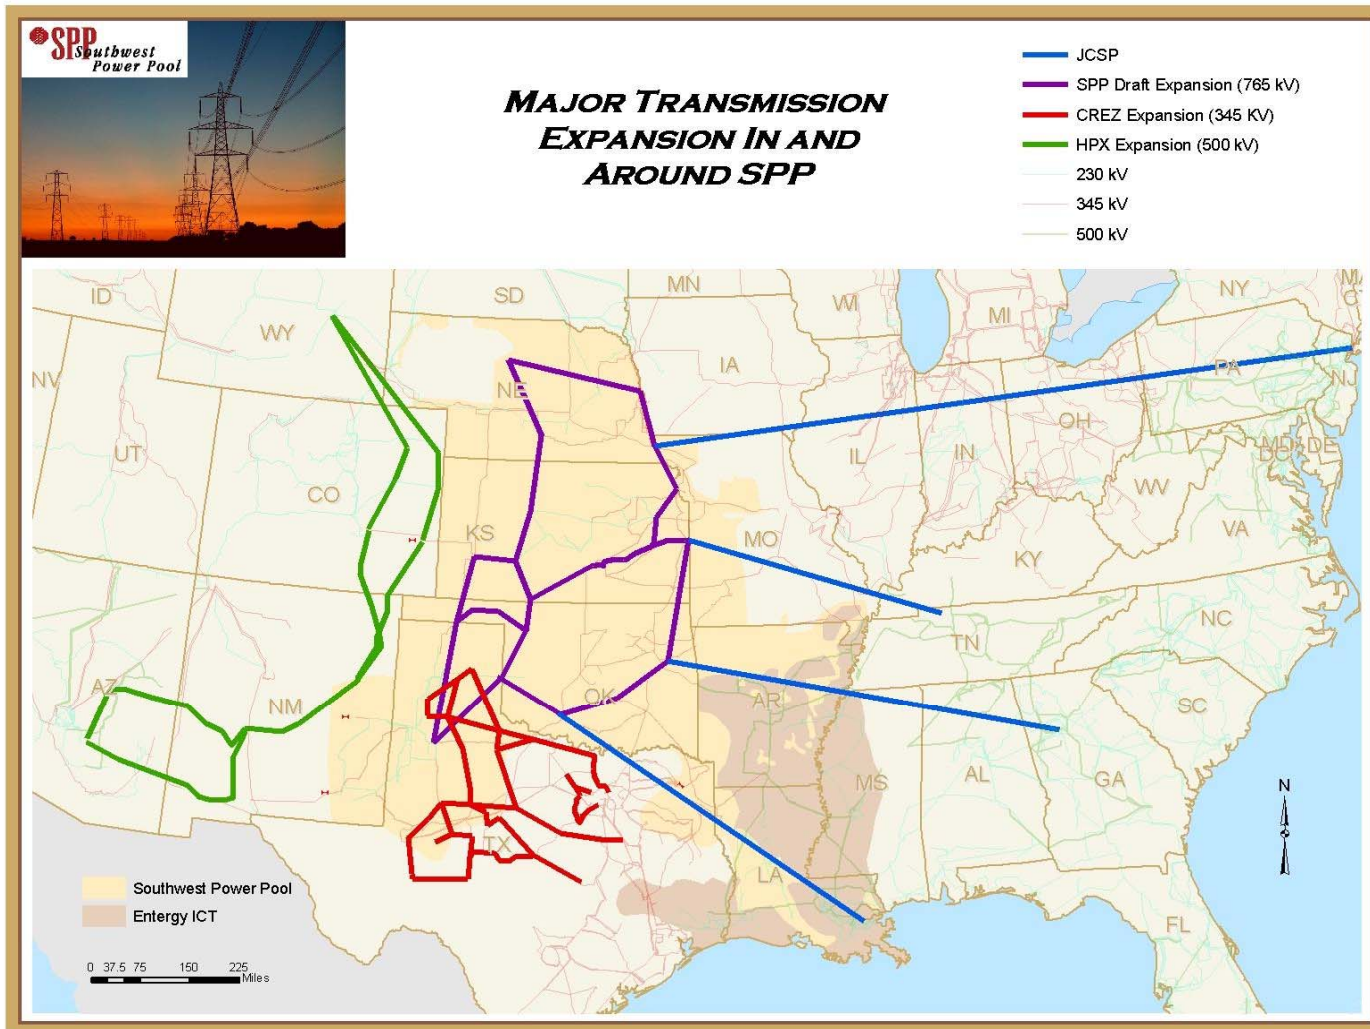 SPP
Southwest
Power Pool
MAJOR TRANSMISSION
EXPANSION IN AND
AROUND SPP
JCSP
SPP Draft Expansion (765 kV)
CREZ Expansion (345 KV)
HPX Expansion (500 kV)
230 kV
345 kV
500 kV
ID
WY
SD
MN
WI
MI
NY
NV
UT
CO
NE
IA
IL
IN
OH
PA
NJ
MD
DC
DE
WV
VA
KS
MO
KY
AZ
NM
OK
AR
TN
NC
SC
TX
LA
MS
AL
GA
FL
N
Southwest Power Pool
Entergy ICT
0 37.5 75 150 225
Miles